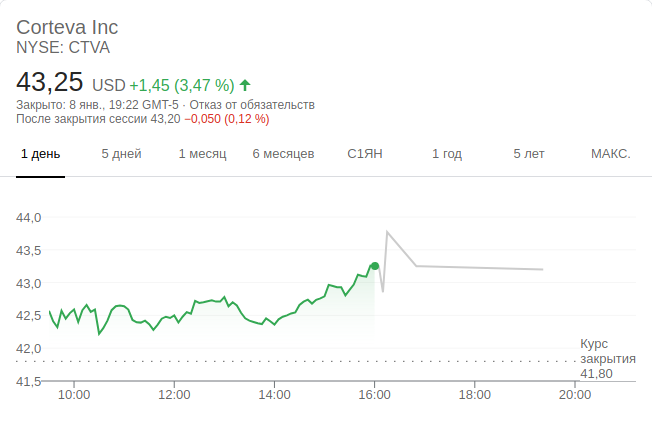 Corteva Inc
NYSE: CTVA
43,25 USD +1,45 (3,47 %)
Закрыто: 8 янв., 19:22 GMT-5 · Отказ от обязательств
После закрытия сессии 43,20 −0,050 (0,12 %)
1 день 5 дней 1 месяц 6 месяцев С1ЯН 1 год 5 лет МАКС.
44,0
43,5
43,0
42,5
42,0
41,5
Курс
закрытия
41,80
10:00 12:00 14:00 16:00 18:00 20:00